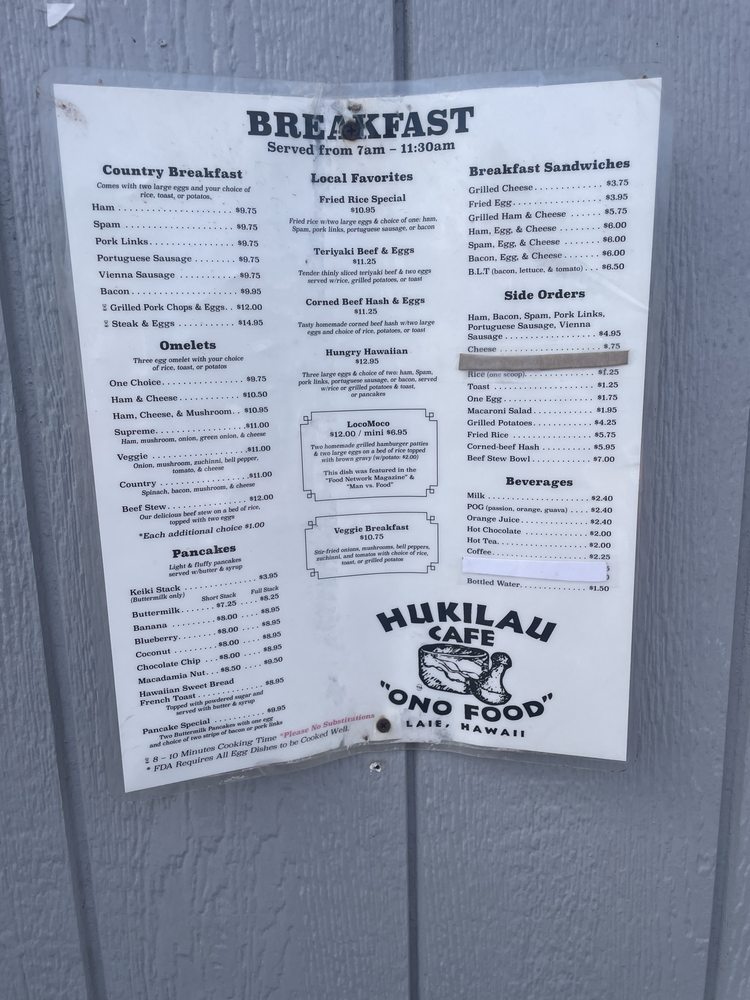 BREAKFAST
Served from 7am – 11:30am
Country Breakfast
Comes with two large eggs and your choice of
rice, toast, or potatos.
Ham $9.75
Spam $9.75
Pork Links $9.75
Portuguese Sausage $9.75
Vienna Sausage $9.75
Bacon $9.95
Grilled Pork Chops & Eggs $12.00
Steak & Eggs $14.95
Omelets
Three egg omelet with your choice
of rice, toast, or potatos
One Choice $9.75
Ham & Cheese $10.50
Ham, Cheese, & Mushroom $10.95
Supreme $11.00
Ham, mushroom, onion, green onion, & cheese
Veggie $11.00
Onion, mushroom, zuchinni, bell pepper,
tomato, & cheese
Country $11.00
Spinach, bacon, mushroom, & cheese
Beef Stew $12.00
Our delicious beef stew on a bed of rice,
topped with two eggs
*Each additional choice $1.00
Pancakes
Light & fluffy pancakes
served w/butter & syrup
Keiki Stack $3.95
(Buttermilk only) Short Stack Full Stack
Buttermilk $7.25 $8.25
Banana $8.00 $8.95
Blueberry $8.00 $8.95
Coconut $8.00 $8.95
Chocolate Chip $8.00 $8.95
Macadamia Nut $8.50 $9.50
Hawaiian Sweet Bread
French Toast $8.95
Topped with powdered sugar and
served with butter & syrup
Pancake Special $9.95
Two Buttermilk Pancakes with one egg
and choice of two strips of bacon or pork links
8 – 10 Minutes Cooking Time *Please No Substirations
* FDA Requires All Egg Dishes to be Cooked Well.
Local Favorites
Fried Rice Special
$10.95
Fried rice w/two large eggs & choice of one: ham,
Spam, pork links, portuguese sausage, or bacon
Teriyaki Beef & Eggs
$11.25
Tender thinly sliced teriyaki beef & two eggs
served w/rice, grilled potatos, or toast
Corned Beef Hash & Eggs
$11.25
Tasty homemade corned beef hash w/two large
eggs and choice of rice, potatos, or toast
Hungry Hawaiian
$12.95
Three large eggs & choice of two: ham, Spam,
pork links, portuguese sausage, or bacon, served
w/rice or grilled potatos & toast,
or pancakes
LocoMoco
$12.00 / mini $6.95
Two homemade grilled hamburger patties
& two large eggs on a bed of rice topped
with brown gravy (w/potato: $2.00)
This dish was featured in the
"Food Network Magazine" &
"Man vs. Food"
Veggie Breakfast
$10.75
Stir-fried onions, mushrooms, bell peppers,
zuchinni, and tomatos with choice of rice,
toast, or grilled potatos
Breakfast Sandwiches
Grilled Cheese $3.75
Fried Egg $3.95
Grilled Ham & Cheese $5.75
Ham, Egg, & Cheese $6.00
Spam, Egg, & Cheese $6.00
Bacon, Egg, & Cheese $6.00
B.L.T (bacon, lettuce, & tomato) $6.50
Side Orders
Ham, Bacon, Spam, Pork Links,
Portuguese Sausage, Vienna
Sausage $4.95
Cheese $.75
Rice (one scoop) $1.25
Toast $1.25
One Egg $1.75
Macaroni Salad $1.95
Grilled Potatos $4.25
Fried Rice $5.75
Corned-beef Hash $5.95
Beef Stew Bowl $7.00
Beverages
Milk $2.40
POG (passion, orange, guava) $2.40
Orange Juice $2.40
Hot Chocolate $2.00
Hot Tea $2.00
Coffee $2.25
Bottled Water $1.50
HUKILAU
CAFE
"ONO FOOD"
LAIE, HAWAII